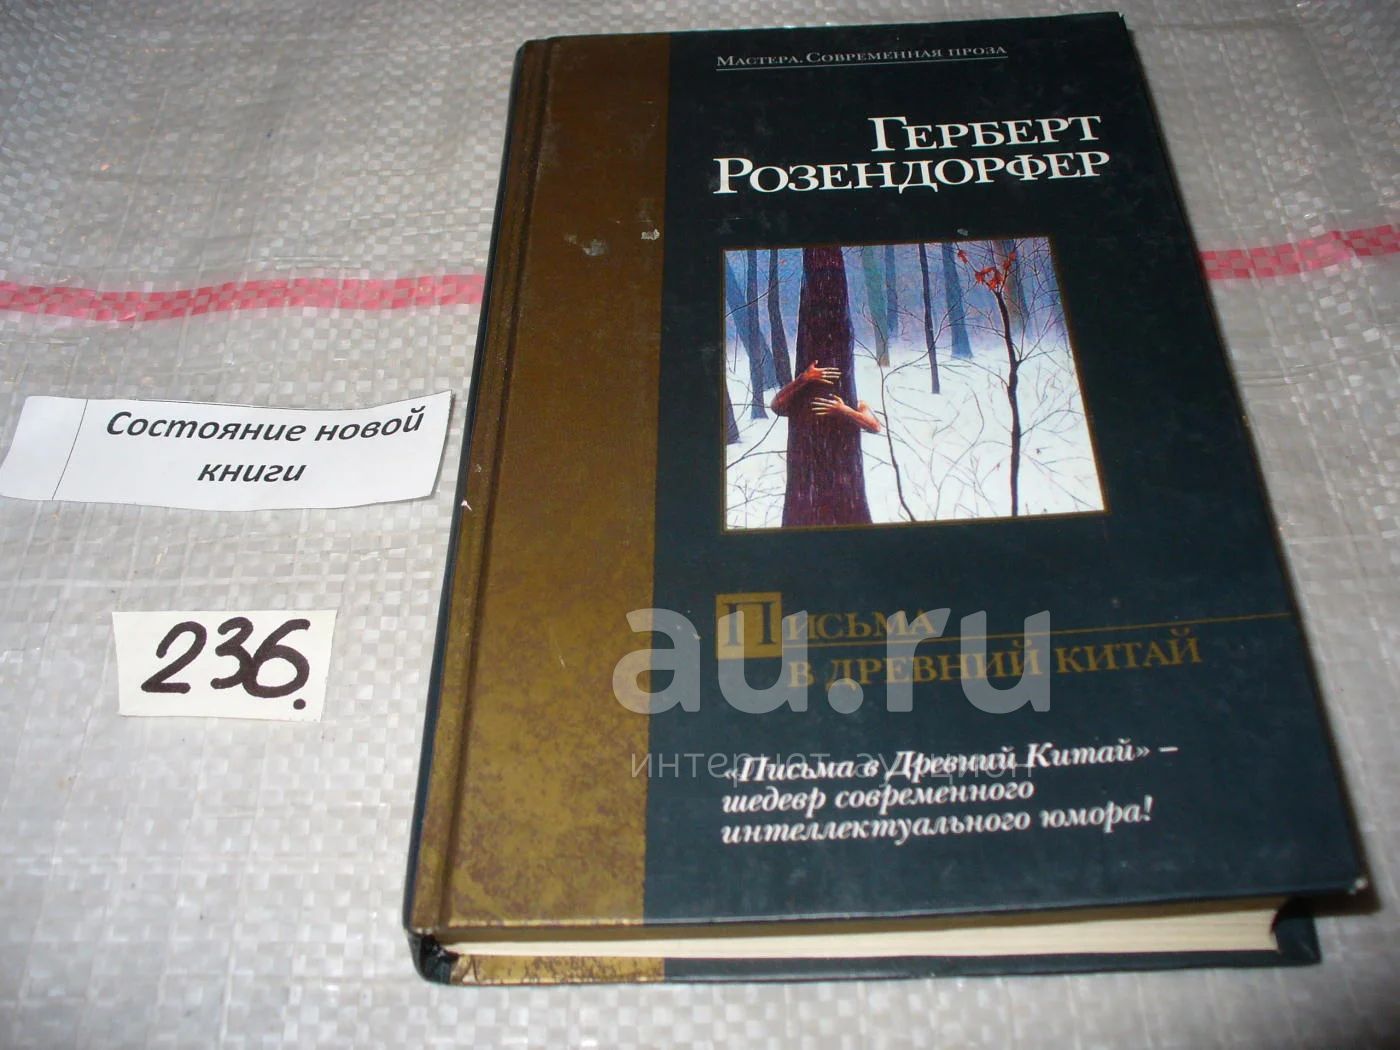 Мастера. Современная проза
Герберт
Розендорфер
Состояние новой
книги
236.
Письма
в Древний Китай
au.ru
интернет аукцион
«Письма в Древний Китай» –
шедевр современного
интеллектуального юмора!